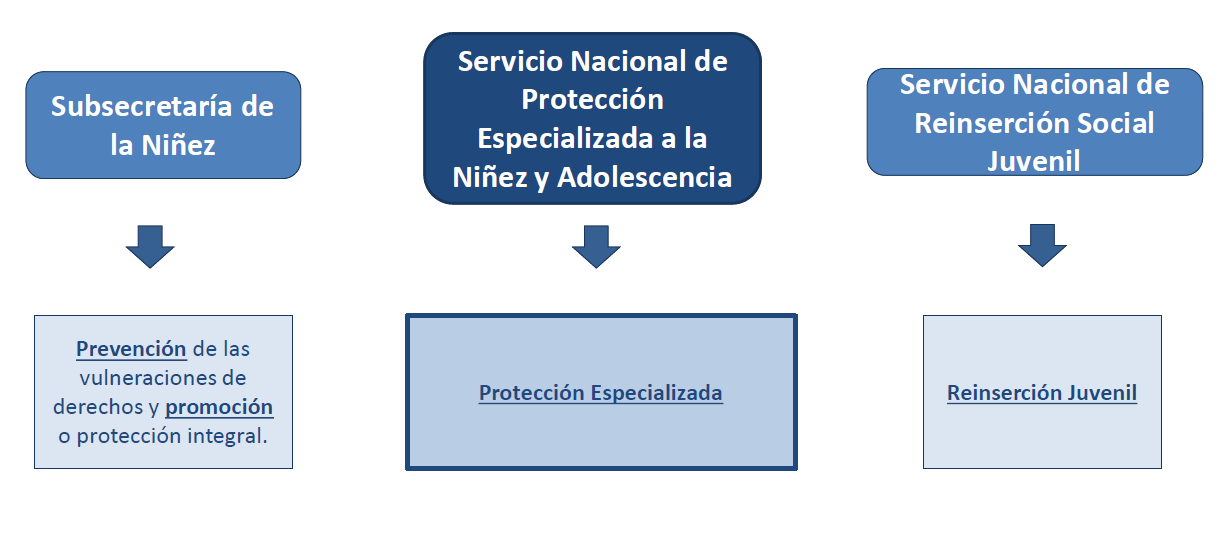 Subsecretaría de
la Niñez
Servicio Nacional de
Protección
Especializada a la
Niñez y Adolescencia
Servicio Nacional de
Reinserción Social
Juvenil
Prevención de las
vulneraciones de
derechos y promoción
o protección integral.
Protección Especializada
Reinserción Juvenil